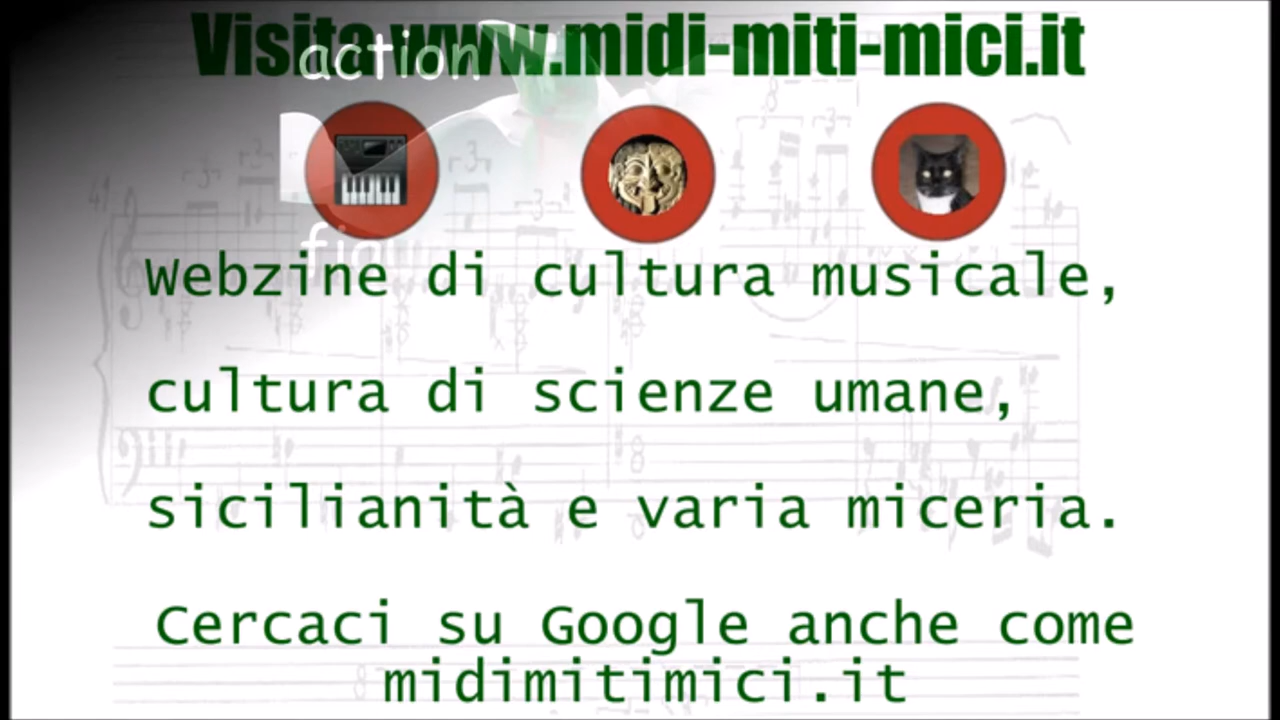 Visita www.midi-miti-mici.it
action
Webzine di cultura musicale,
cultura di scienze umane,
sicilianità e varia miceria.
Cercaci su Google anche come
midimitimici.it